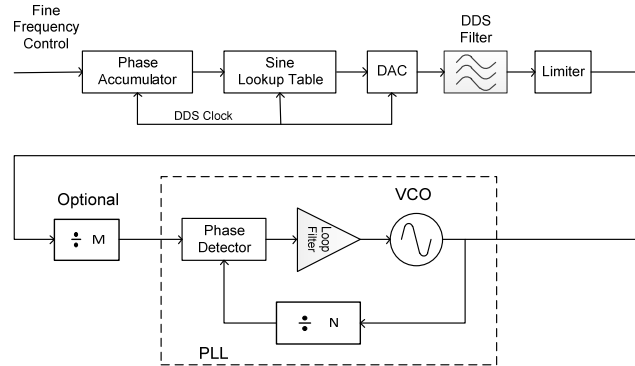 Fine
Frequency
Control
Phase
Accumulator
Sine
Lookup Table
DAC
DDS
Filter
Limiter
DDS Clock
Optional
÷ M
Phase
Detector
Loop
Filter
VCO
÷ N
PLL